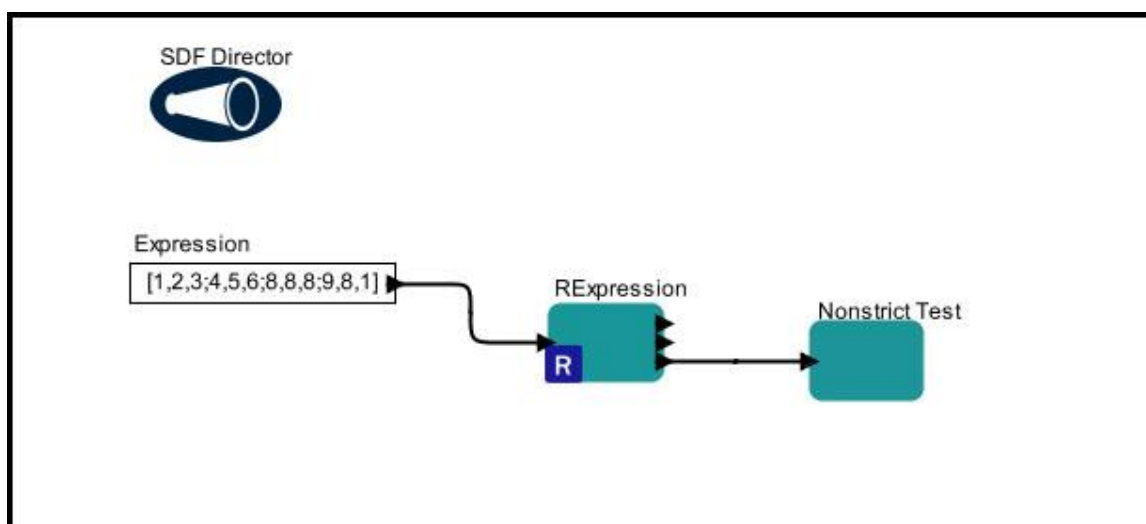 SDF Director
Expression
[1,2,3;4,5,6;8,8,8;9,8,1]
RExpression
R
Nonstrict Test